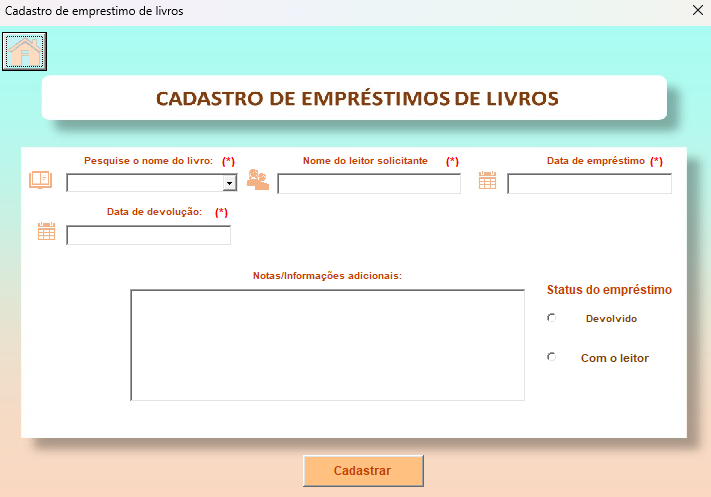 Cadastro de emprestimo de livros
CADASTRO DE EMPRÉSTIMOS DE LIVROS
Pesquise o nome do livro: (*)
Nome do leitor solicitante (*)
Data de empréstimo (*)
Data de devolução: (*)
Notas/Informações adicionais:
Status do empréstimo
Devolvido
Com o leitor
Cadastrar